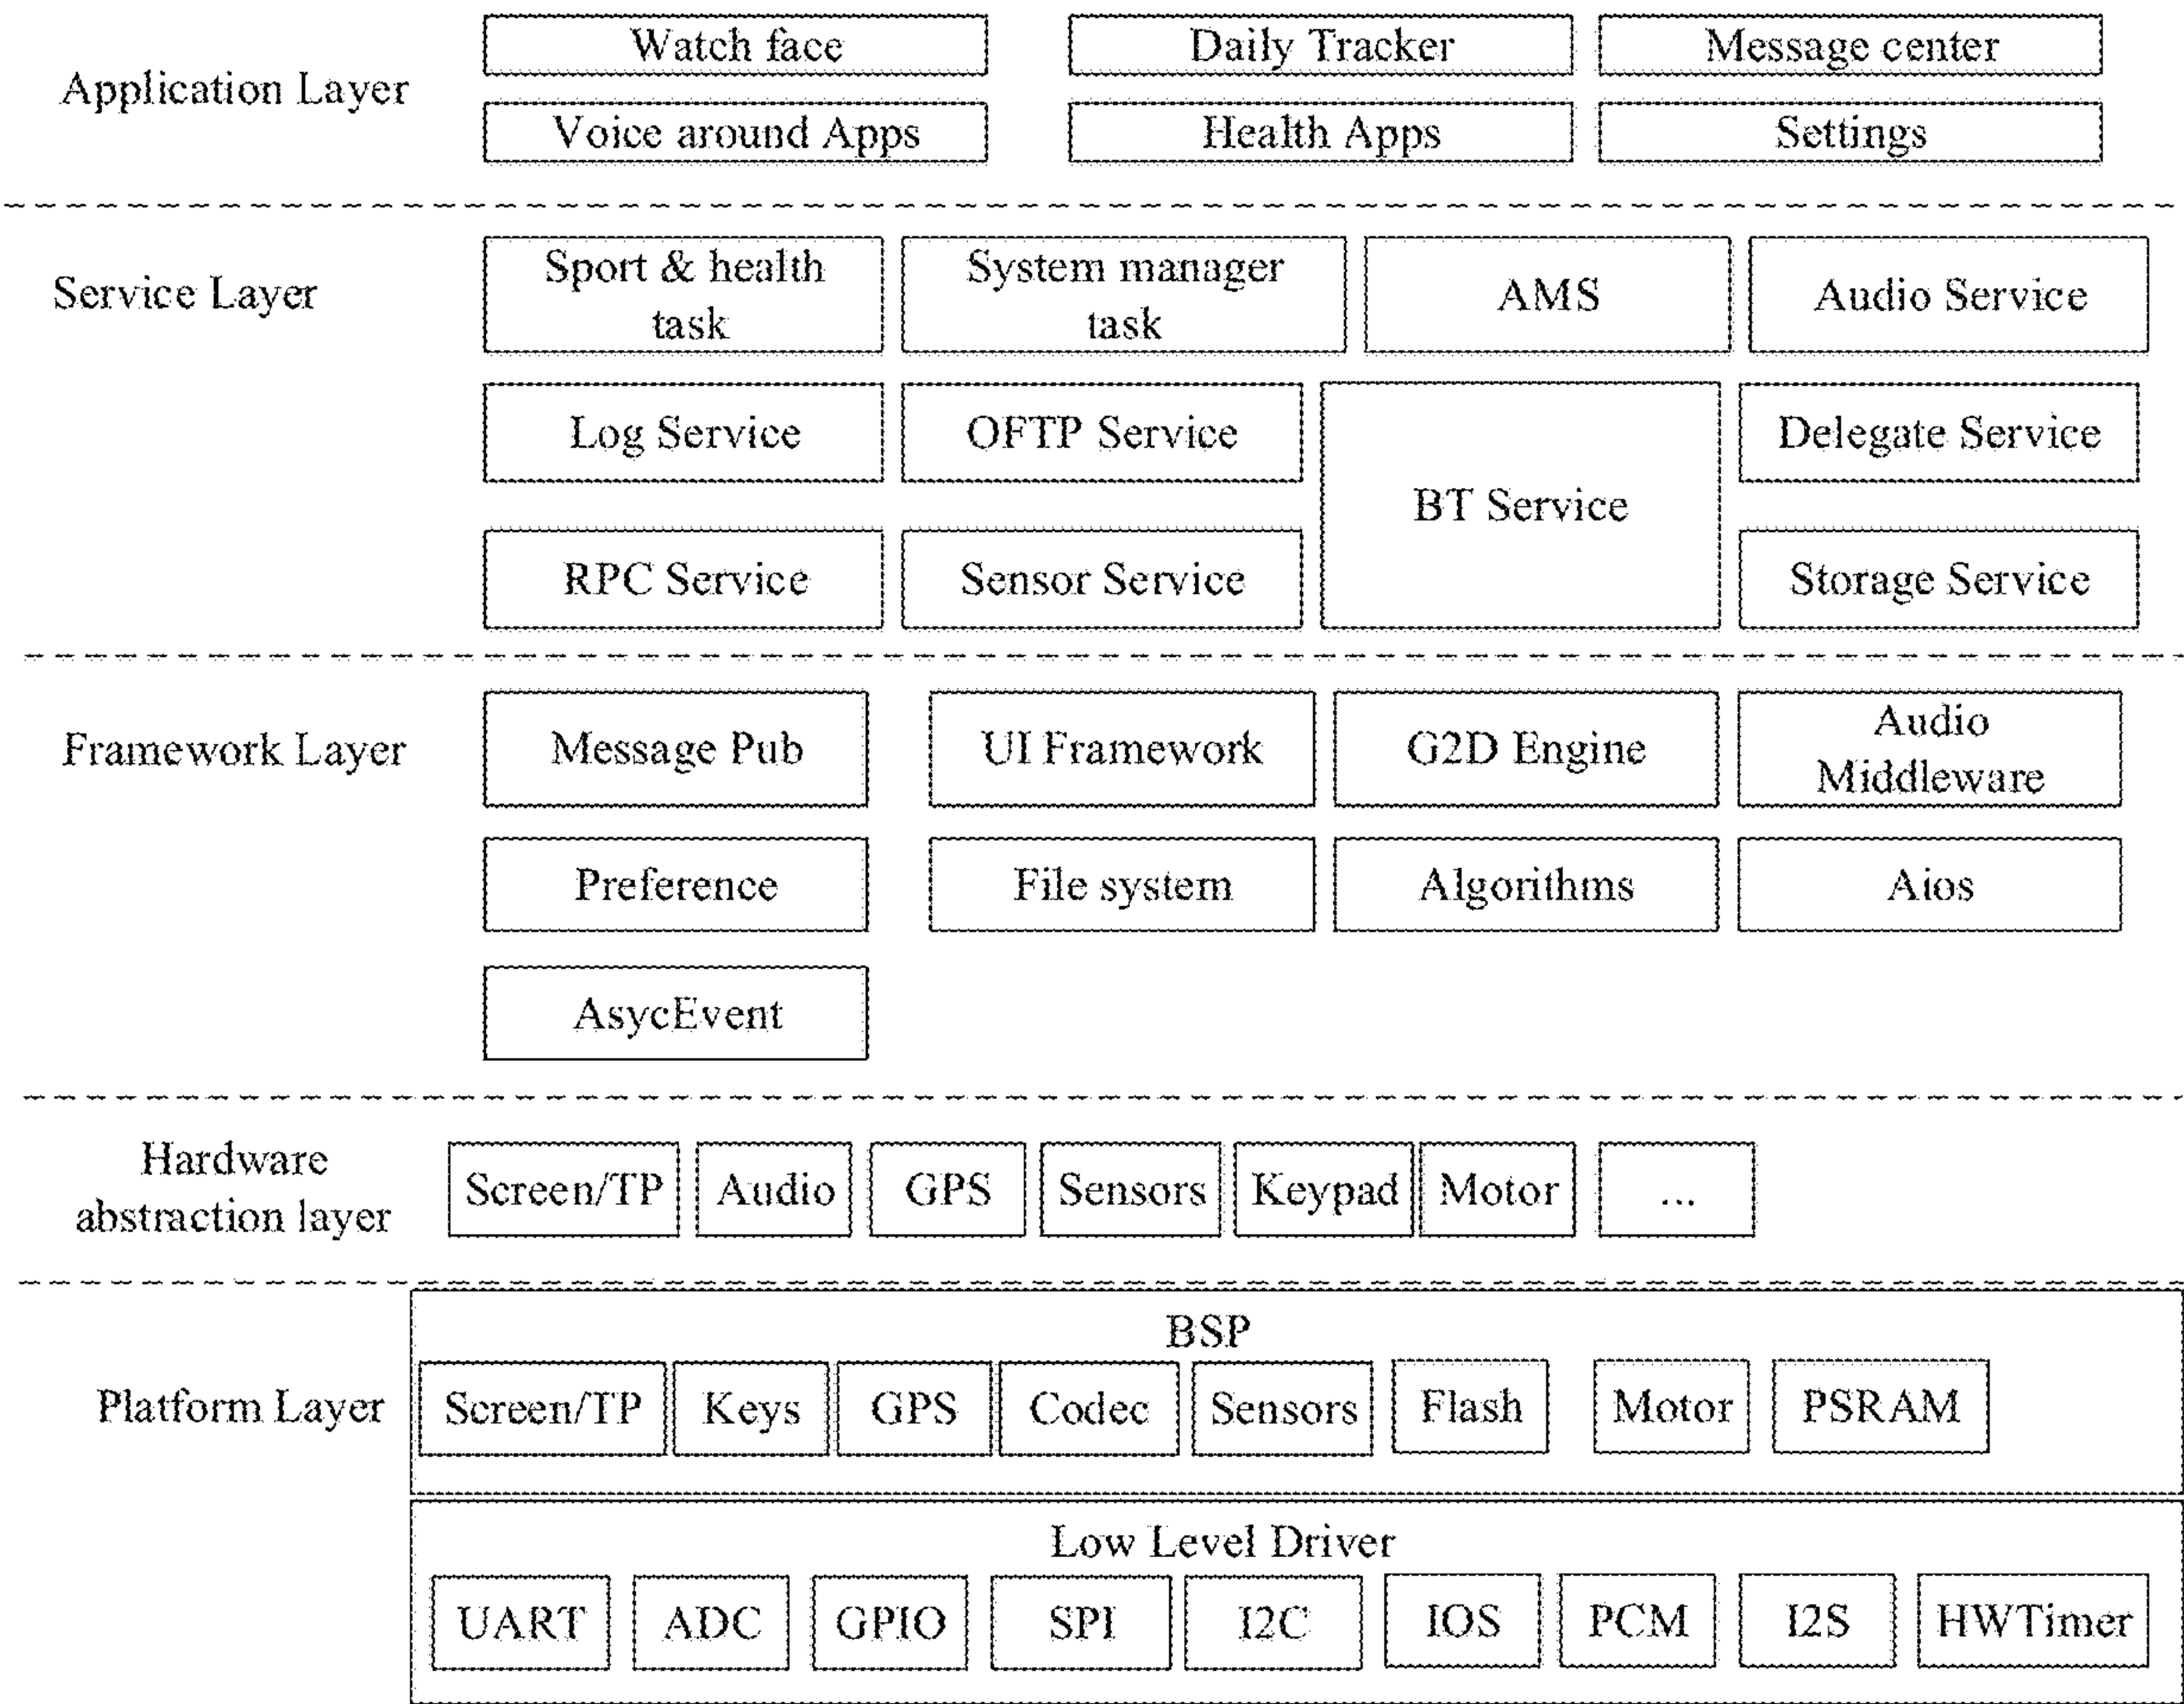 Application Layer
Watch face
Daily Tracker
Message center
Voice around Apps
Health Apps
Settings
Service Layer
Sport & health
task
System manager
task
AMS
Audio Service
Log Service
OFTP Service
BT Service
Delegate Service
RPC Service
Sensor Service
Storage Service
Framework Layer
Message Pub
UI Framework
G2D Engine
Audio
Middleware
Preference
File system
Algorithms
Aios
AsycEvent
Hardware
abstraction layer
Screen/TP
Audio
GPS
Sensors
Keypad
Motor
...
Platform Layer
BSP
Screen/TP
Keys
GPS
Codec
Sensors
Flash
Motor
PSRAM
Low Level Driver
UART
ADC
GPIO
SPI
I2C
IOS
PCM
I2S
HWTimer